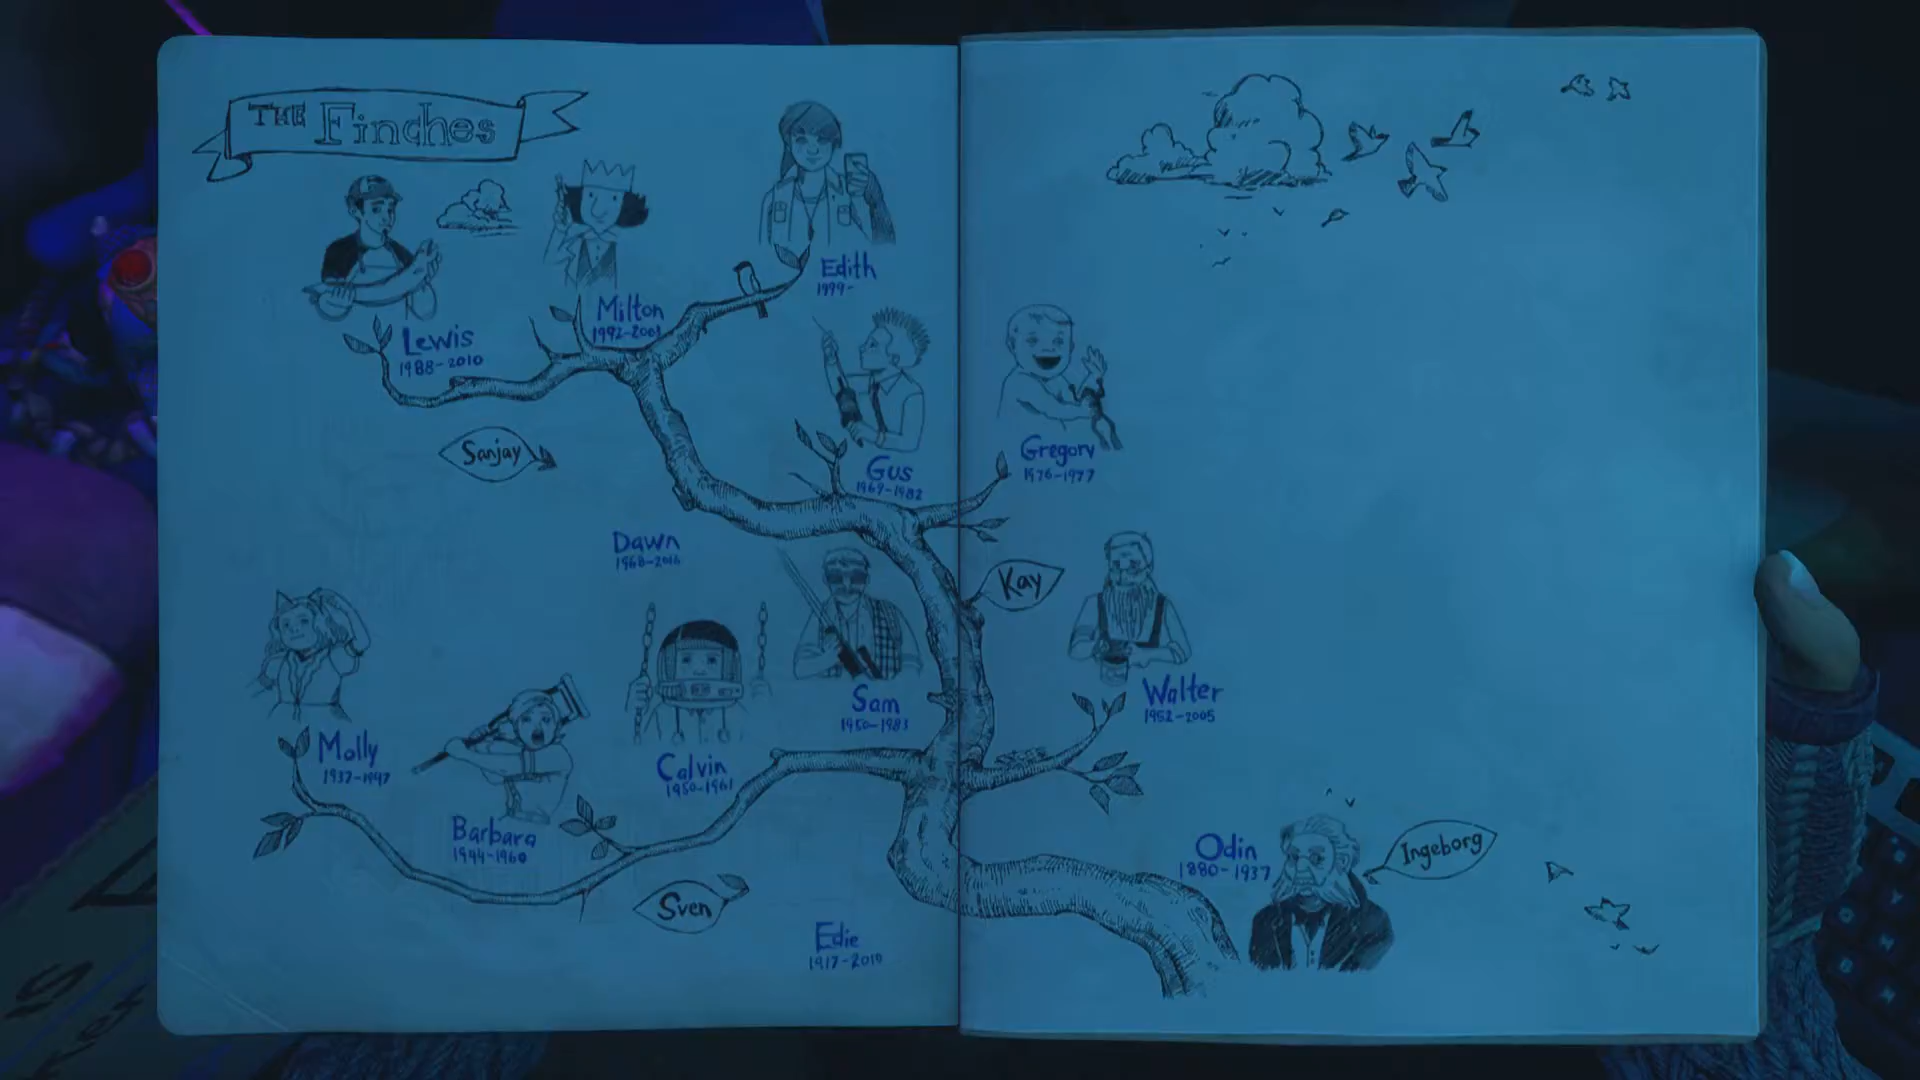 THE Finches
Edith
1999-
Milton
1992-2001
Lewis
1988-2010
Sanjay
Gus
1969-1982
Gregory
1976-1977
Dawn
1968-2016
Kay
Sam
1950-1983
Walter
1952-2005
Molly
1937-1947
Calvin
1950-1961
Barbara
1944-1960
Sven
Edie
1917-2010
Odin
1880-1937
Ingeborg